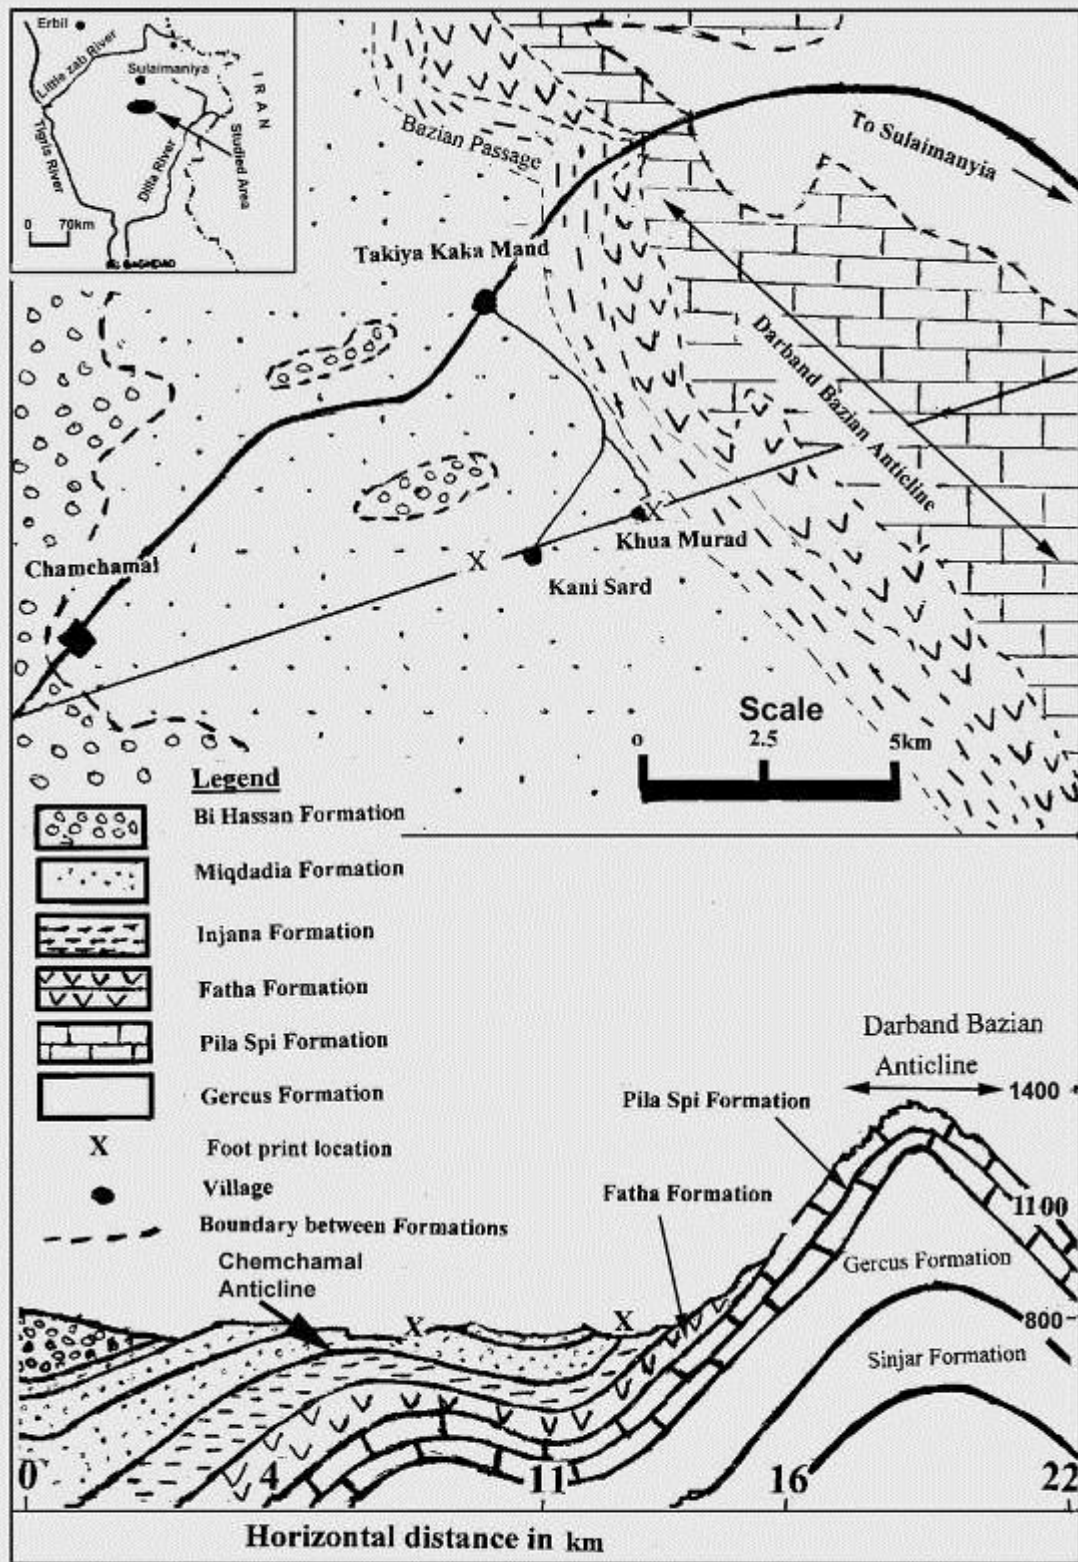 Erbil
Little zab River
Sulaimaniya
I R A N
Tigris River
Dilla River
Studied Area
0 70km
BAGHDAD
Bazian Passage
To Sulaimanyia
Takiya Kaka Mand
Darband Bazian Anticline
Chamchamal
X
X
Khua Murad
Kani Sard
Scale
o 2.5 5km
Legend
Bi Hassan Formation
Miqdadia Formation
Injana Formation
Fatha Formation
Pila Spi Formation
Gercus Formation
X Foot print location
Village
Boundary between Formations
Darband Bazian
Anticline
1400
Pila Spi Formation
Fatha Formation
1100
Gercus Formation
Chemchamal
Anticline
X X
800
Sinjar Formation
0 4 11 16 22
Horizontal distance in km